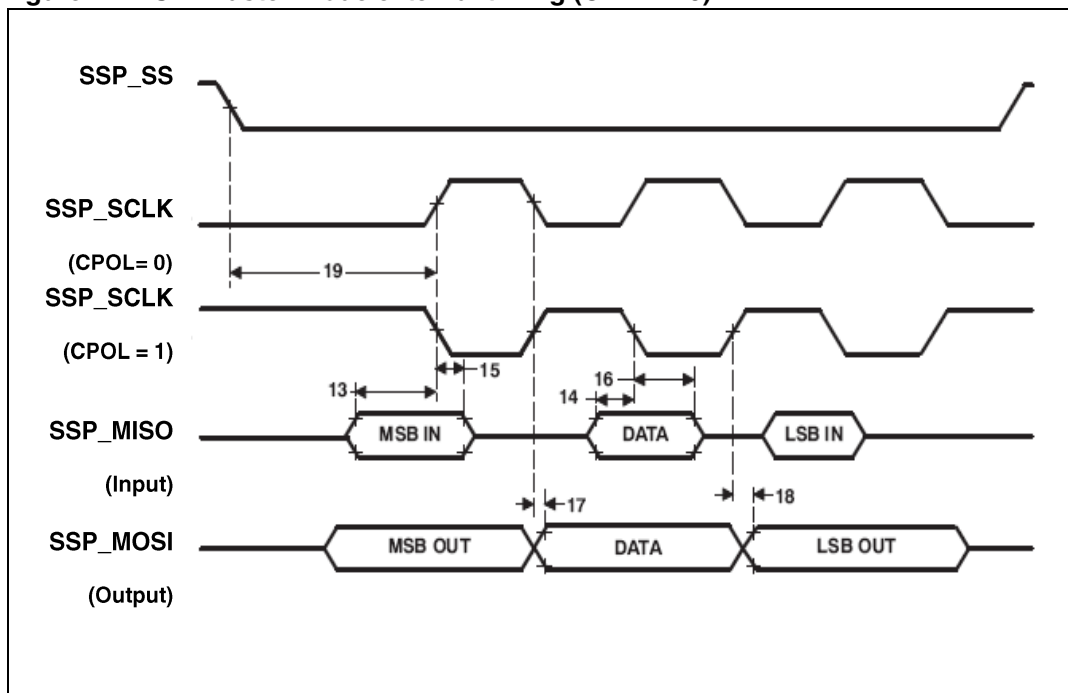 SSP_SS
SSP_SCLK
(CPOL= 0)
19
SSP_SCLK
(CPOL = 1)
15
13
16
14
SSP_MISO
MSB IN
DATA
LSB IN
(Input)
17
18
SSP_MOSI
MSB OUT
DATA
LSB OUT
(Output)